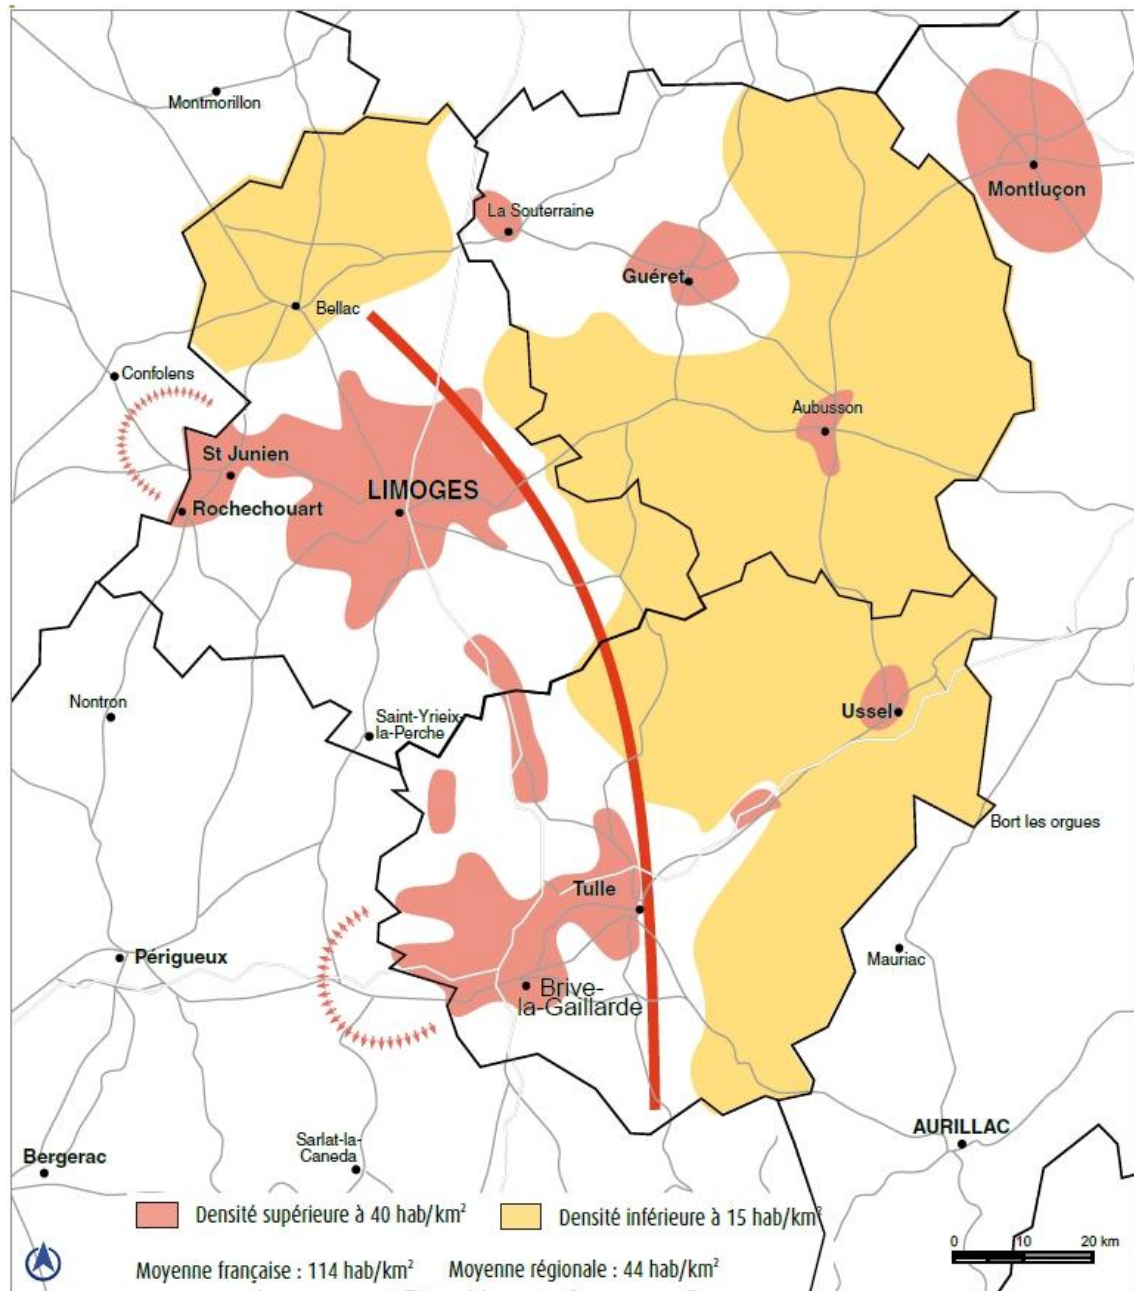 Montmorillon
Montluçon
La Souterraine
Guéret
Bellac
Confolens
Aubusson
St Junien
LIMOGES
Rochechouart
Nontron
Saint-Yrieix-
la-Perche
Ussel
Bort les orgues
Tulle
Périgueux
Mauriac
Brive-
la-Gaillarde
AURILLAC
Sarlat-la-
Caneda
Bergerac
Densité supérieure à 40 hab/km²
Densité inférieure à 15 hab/km²
0 10 20 km
Moyenne française : 114 hab/km²
Moyenne régionale : 44 hab/km²